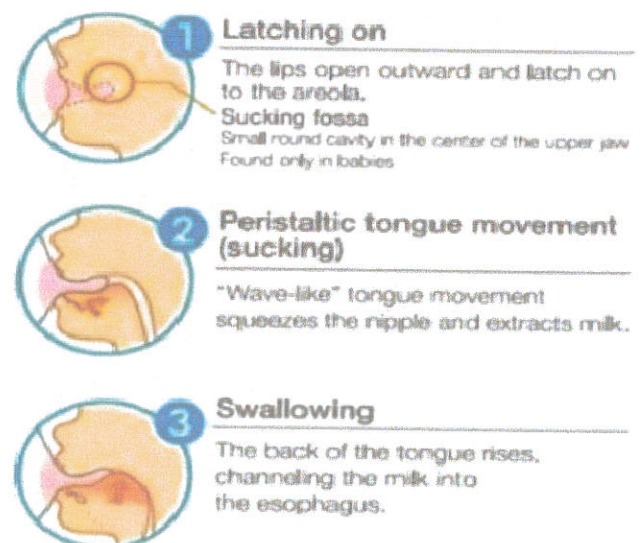 1
Latching on
The lips open outward and latch on
to the areola.
Sucking fossa
Small round cavity in the center of the upper jaw
Found only in babies
2
Peristaltic tongue movement
(sucking)
"Wave-like" tongue movement
squeezes the nipple and extracts milk.
3
Swallowing
The back of the tongue rises,
channeling the milk into
the esophagus.